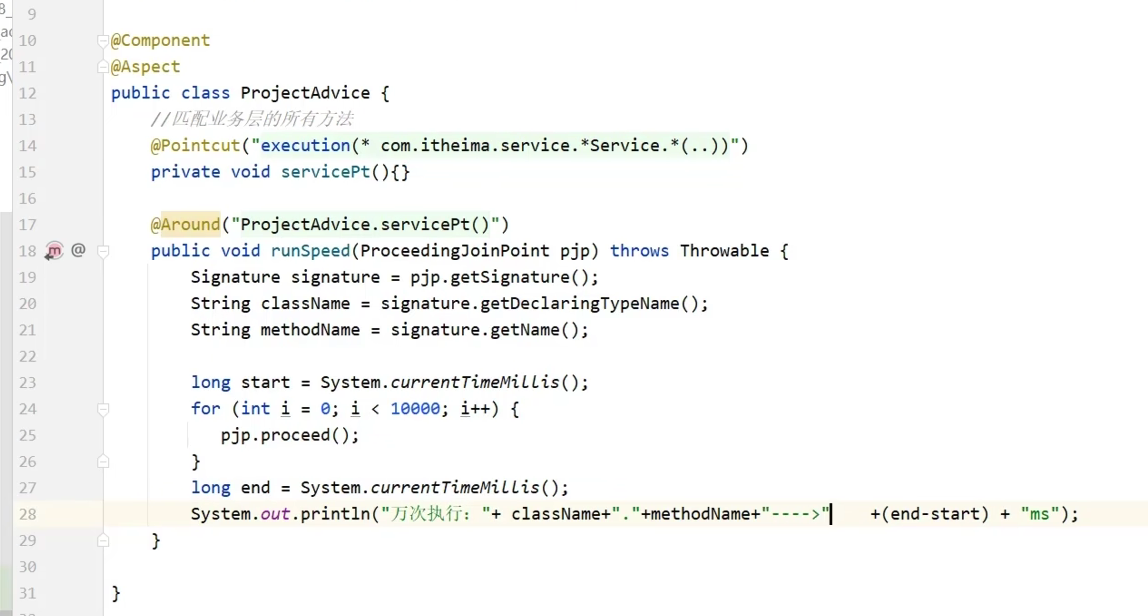 8_
ac
20
g\
9
10 @Component
11 @Aspect
12 public class ProjectAdvice {
13 //匹配业务层的所有方法
14 @Pointcut("execution(* com.itheima.service.*Service.*(..))")
15 private void servicePt(){}
16
17 @Around("ProjectAdvice.servicePt()")
18 m @ public void runSpeed(ProceedingJoinPoint pjp) throws Throwable {
19 Signature signature = pjp.getSignature();
20 String className = signature.getDeclaringTypeName();
21 String methodName = signature.getName();
22
23 long start = System.currentTimeMillis();
24 for (int i = 0; i < 10000; i++) {
25 pjp.proceed();
26 }
27 long end = System.currentTimeMillis();
28 System.out.println("万次执行："+ className+"."+methodName+"---->" +(end-start) + "ms");
29 }
30
31 }